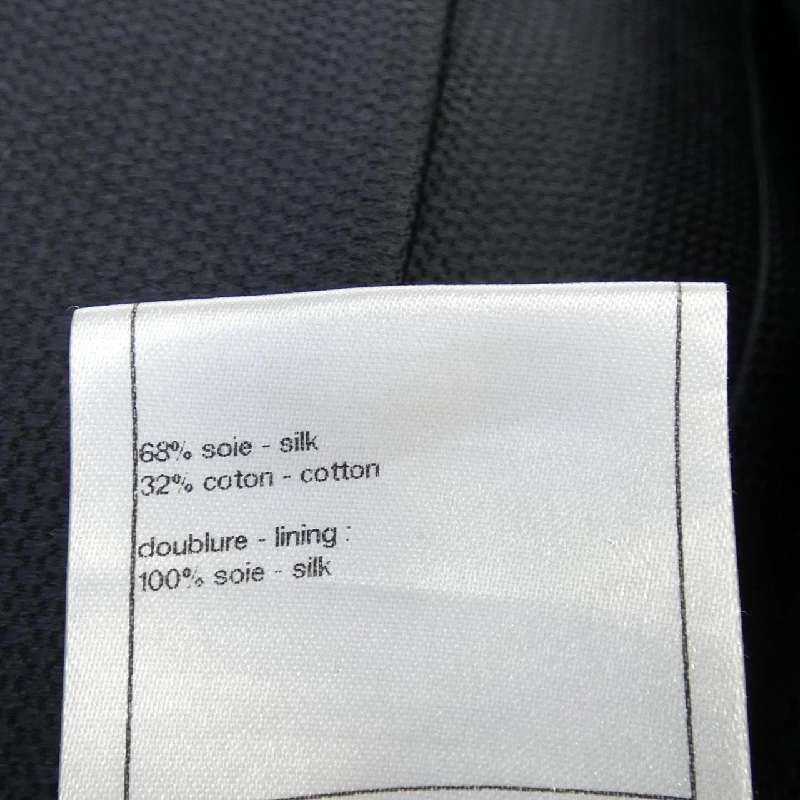 68% soie - silk
32% coton - cotton
doublure - lining :
100% soie - silk